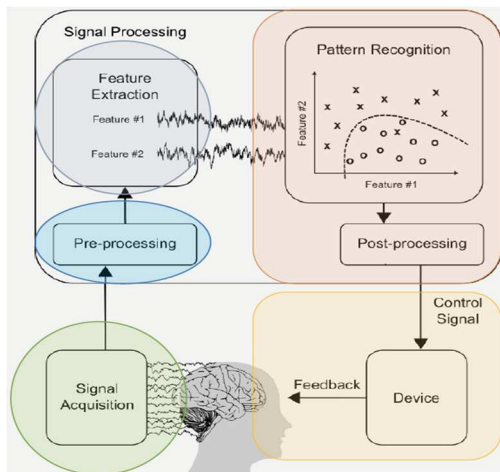 Signal Processing
Feature
Extraction
Feature #1
Feature #2
Pattern Recognition
Feature #2
x x x x x x x x
o o o o o o o o o o
Feature #1
Pre-processing
Post-processing
Control
Signal
Signal
Acquisition
Feedback
Device